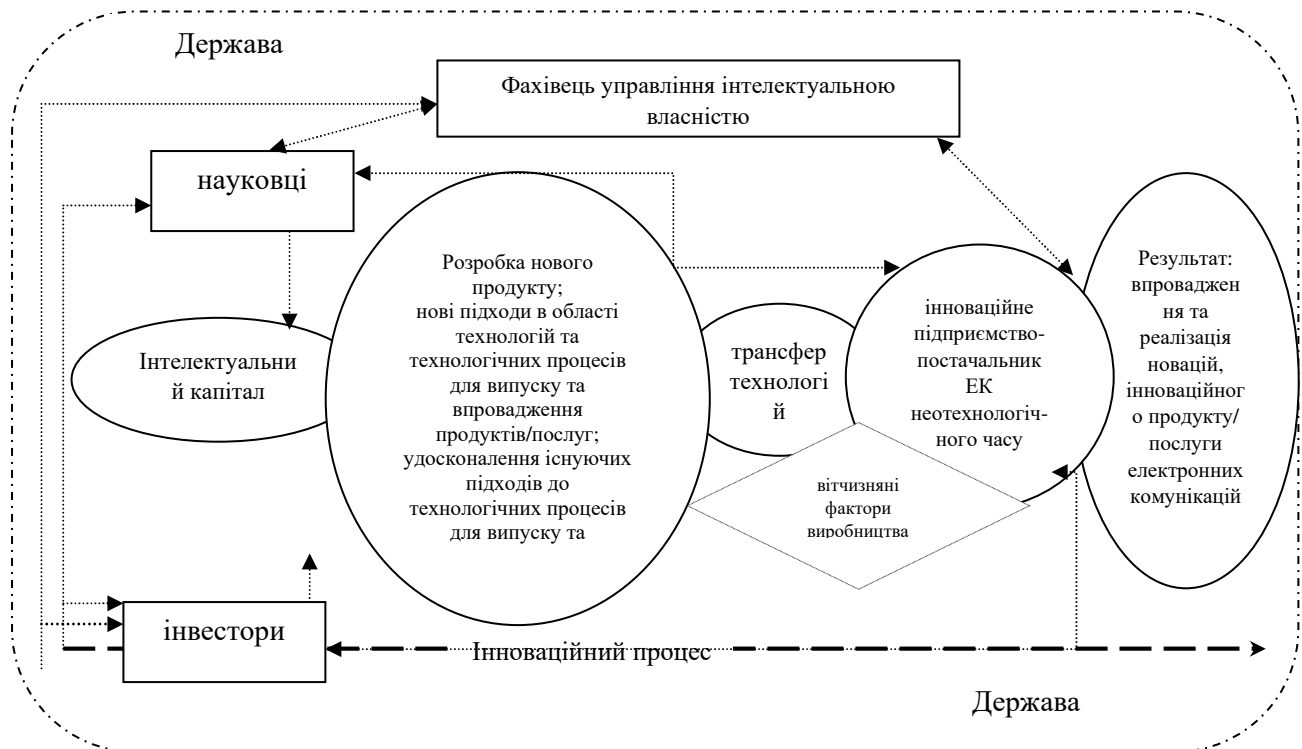 Держава
Фахівець управління інтелектуальною
власністю
науковці
Розробка нового
продукту;
нові підходи в області
технологій та
технологічних процесів
для випуску та
впровадження
продуктів/послуг;
удосконалення існуючих
підходів до
технологічних процесів
для випуску та
Інтелектуальни
й капітал
трансфер
технологі
й
інноваційне
підприємство-
постачальник
ЕК
неотехнологіч-
ного часу
Результат:
впроваджен
ня та
реалізація
новацій,
інноваційног
о продукту/
послуги
електронних
комунікацій
вітчизняні
фактори
виробництва
інвестори
Інноваційний процес
Держава